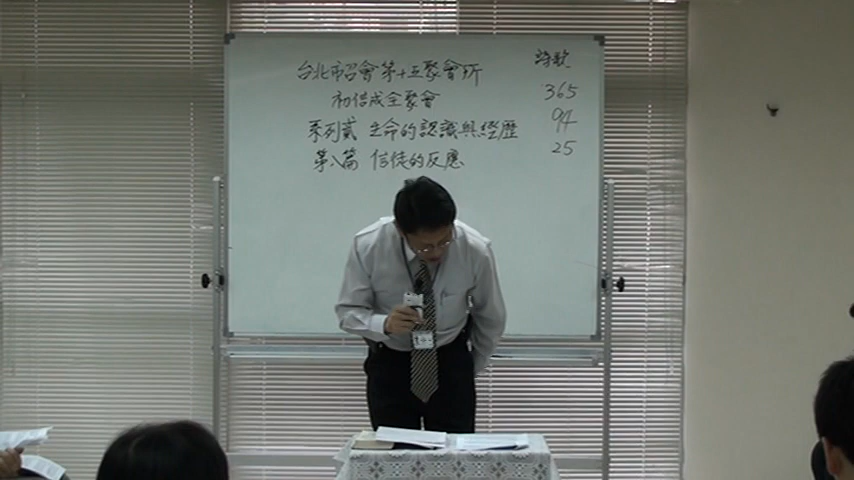 台北市召會第十五聚會所
初信成全聚會
系列貳 生命的認識與經歷
第八篇 信徒的反應
詩歌
365
94
25